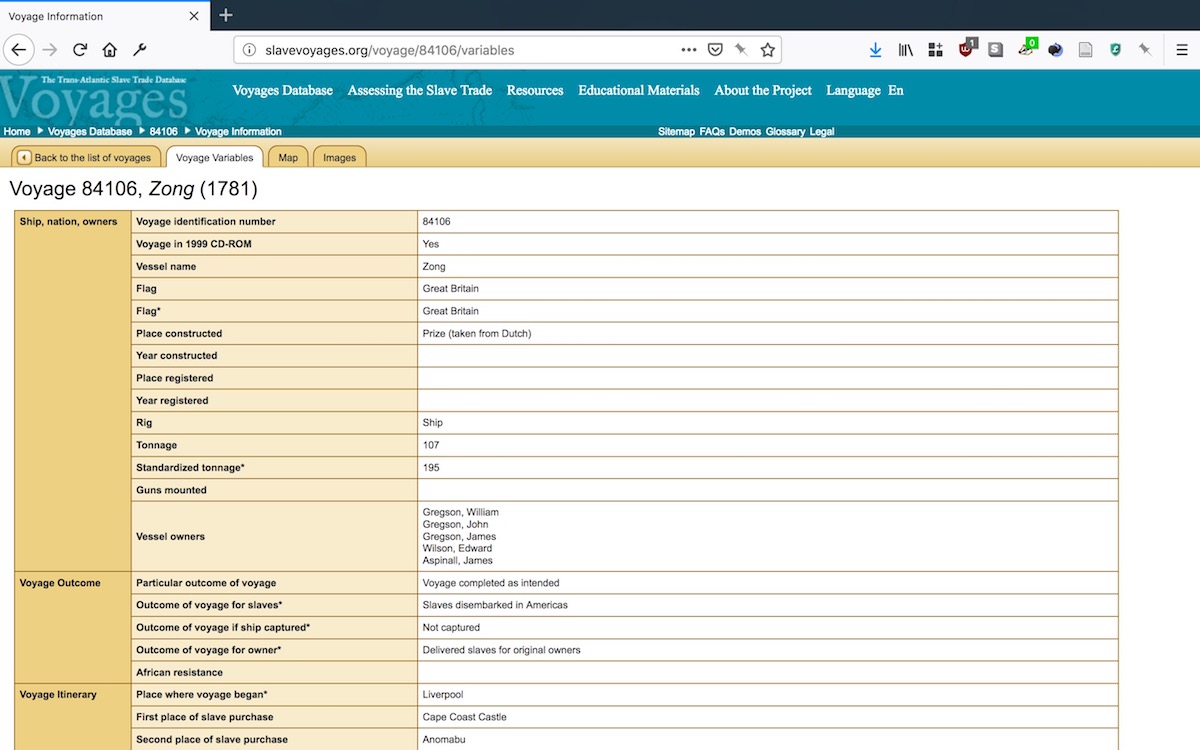 Voyage Information
slavevoyages.org/voyage/84106/variables
1
0
The Trans-Atlantic Slave Trade Database
Voyages
Voyages Database Assessing the Slave Trade Resources Educational Materials About the Project Language En
Home Voyages Database 84106 Voyage Information
Sitemap FAQs Demos Glossary Legal
Back to the list of voyages Voyage Variables Map Images
Voyage 84106, Zong (1781)
Ship, nation, owners Voyage identification number 84106
Voyage in 1999 CD-ROM Yes
Vessel name Zong
Flag Great Britain
Flag* Great Britain
Place constructed Prize (taken from Dutch)
Year constructed
Place registered
Year registered
Rig Ship
Tonnage 107
Standardized tonnage* 195
Guns mounted
Vessel owners
Gregson, William
Gregson, John
Gregson, James
Wilson, Edward
Aspinall, James
Voyage Outcome Particular outcome of voyage Voyage completed as intended
Outcome of voyage for slaves* Slaves disembarked in Americas
Outcome of voyage if ship captured* Not captured
Outcome of voyage for owner* Delivered slaves for original owners
African resistance
Voyage Itinerary Place where voyage began* Liverpool
First place of slave purchase Cape Coast Castle
Second place of slave purchase Anomabu